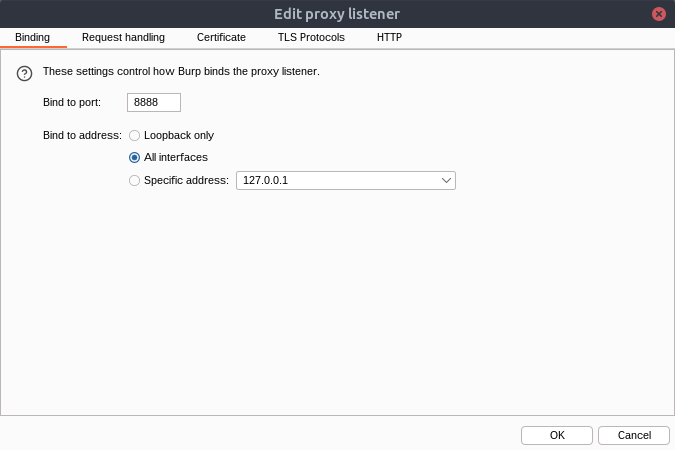 Edit proxy listener
Binding Request handling Certificate TLS Protocols HTTP
These settings control how Burp binds the proxy listener.
Bind to port: 8888
Bind to address: Loopback only
All interfaces
Specific address: 127.0.0.1
OK Cancel